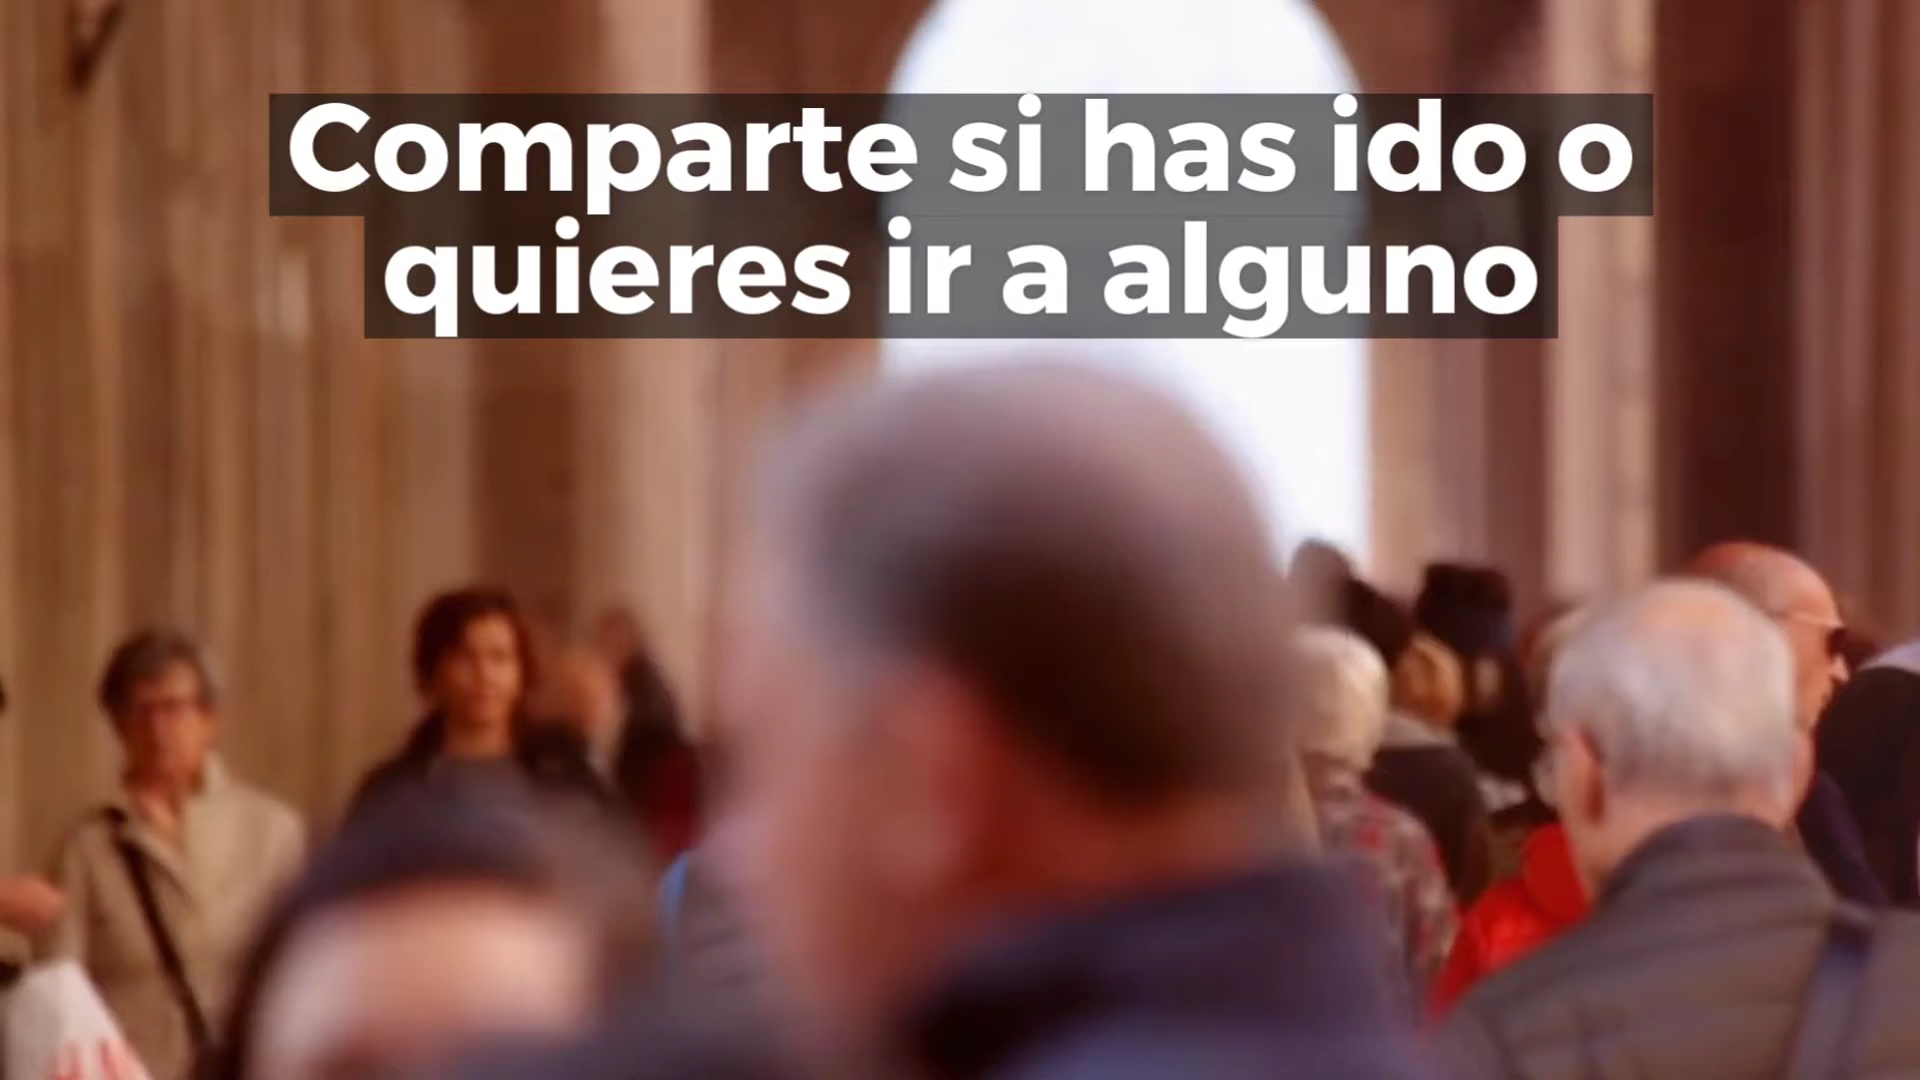 Comparte si has ido o
quieres ir a alguno